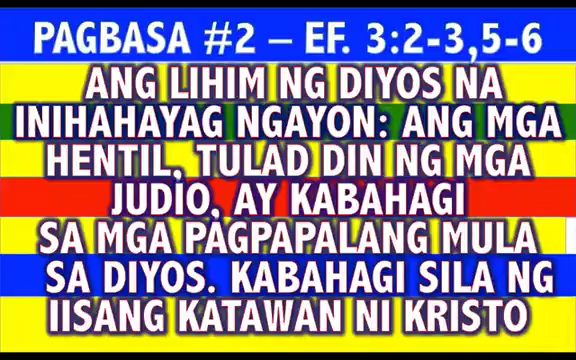 PAGBASA #2 – EF. 3:2-3,5-6
ANG LIHIM NG DIYOS NA
INIHAHAYAG NGAYON: ANG MGA
HENTIL, TULAD DIN NG MGA
JUDIO, AY KABAHAGI
SA MGA PAGPAPALANG MULA
SA DIYOS. KABAHAGI SILA NG
IISANG KATAWAN NI KRISTO